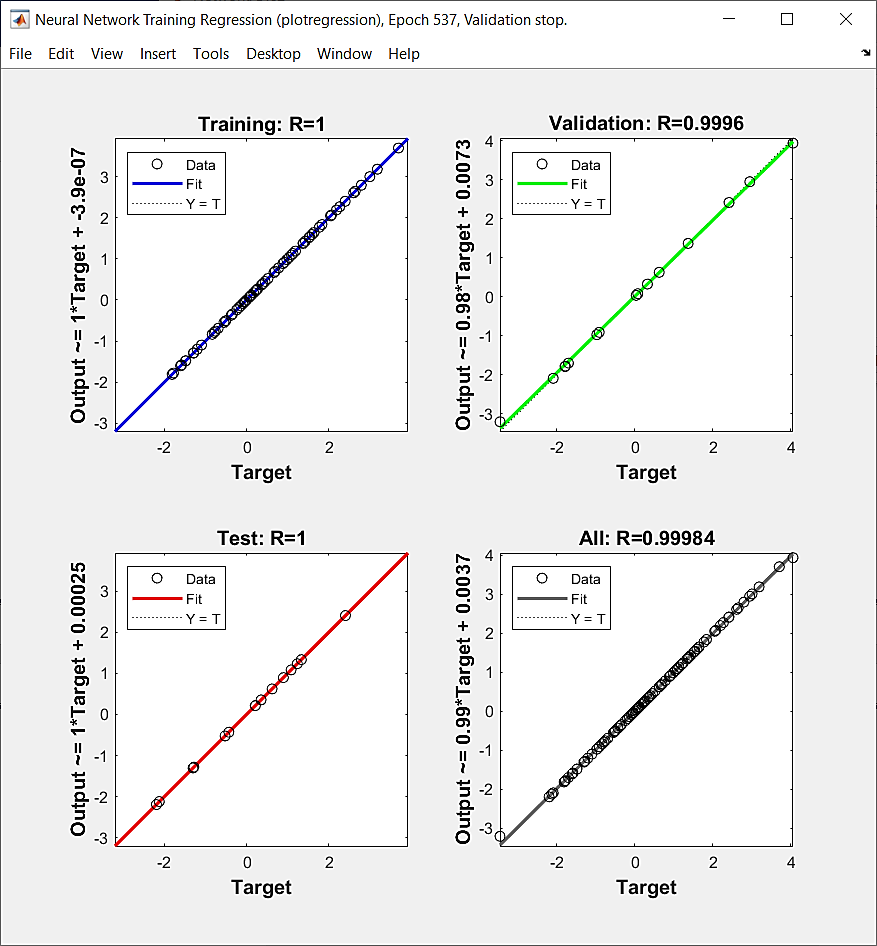 Neural Network Training Regression (plotregression), Epoch 537, Validation stop.
File Edit View Insert Tools Desktop Window Help
Training: R=1
Output ~= 1*Target + -3.9e-07
Data
Fit
Y = T
3
2
1
0
-1
-2
-3
-2 0 2
Target
Validation: R=0.9996
Output ~= 0.98*Target + 0.0073
Data
Fit
Y = T
4
3
2
1
0
-1
-2
-3
-2 0 2 4
Target
Test: R=1
Output ~= 1*Target + 0.00025
Data
Fit
Y = T
3
2
1
0
-1
-2
-3
-2 0 2
Target
All: R=0.99984
Output ~= 0.99*Target + 0.0037
Data
Fit
Y = T
4
3
2
1
0
-1
-2
-3
-2 0 2 4
Target